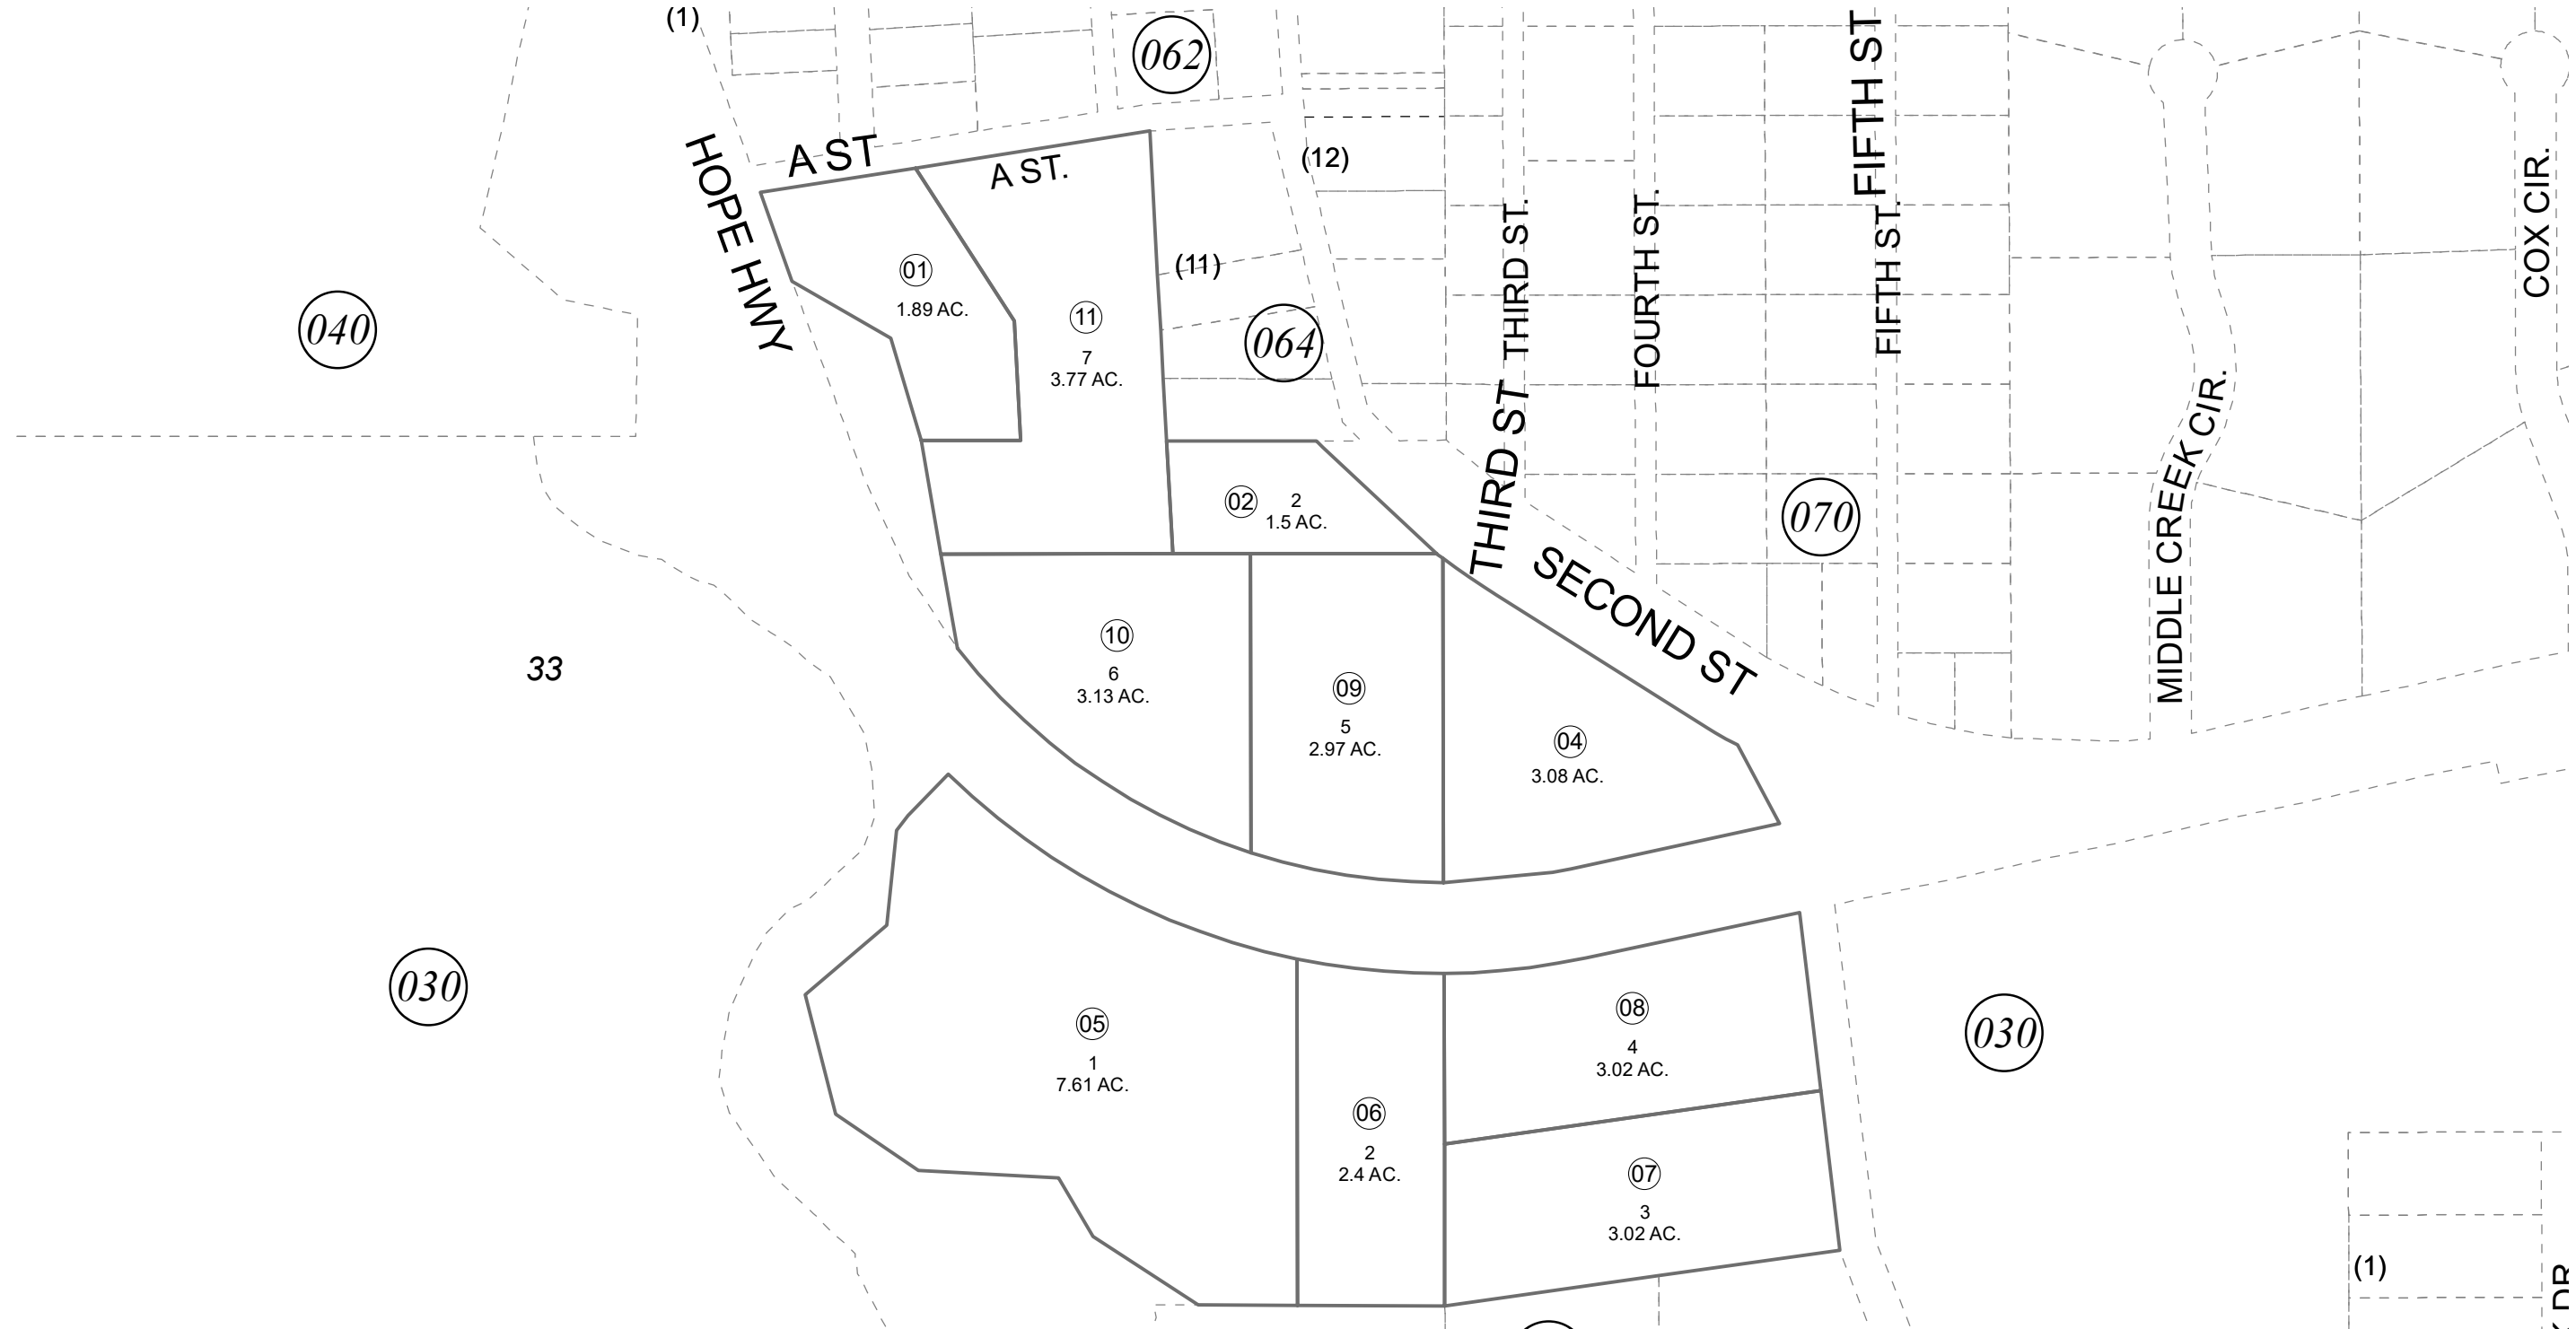 (1)
062
FIFTH ST
HOPE HWY
A ST
A ST.
(12)
COX CIR.
THIRD ST.
FOURTH ST.
FIFTH ST.
(11)
01
1.89 AC.
040
11
7
3.77 AC.
064
THIRD ST
MIDDLE CREEK CIR.
02
2
1.5 AC.
070
SECOND ST
33
10
6
3.13 AC.
09
5
2.97 AC.
04
3.08 AC.
030
05
1
7.61 AC.
08
4
3.02 AC.
030
06
2
2.4 AC.
07
3
3.02 AC.
(1)